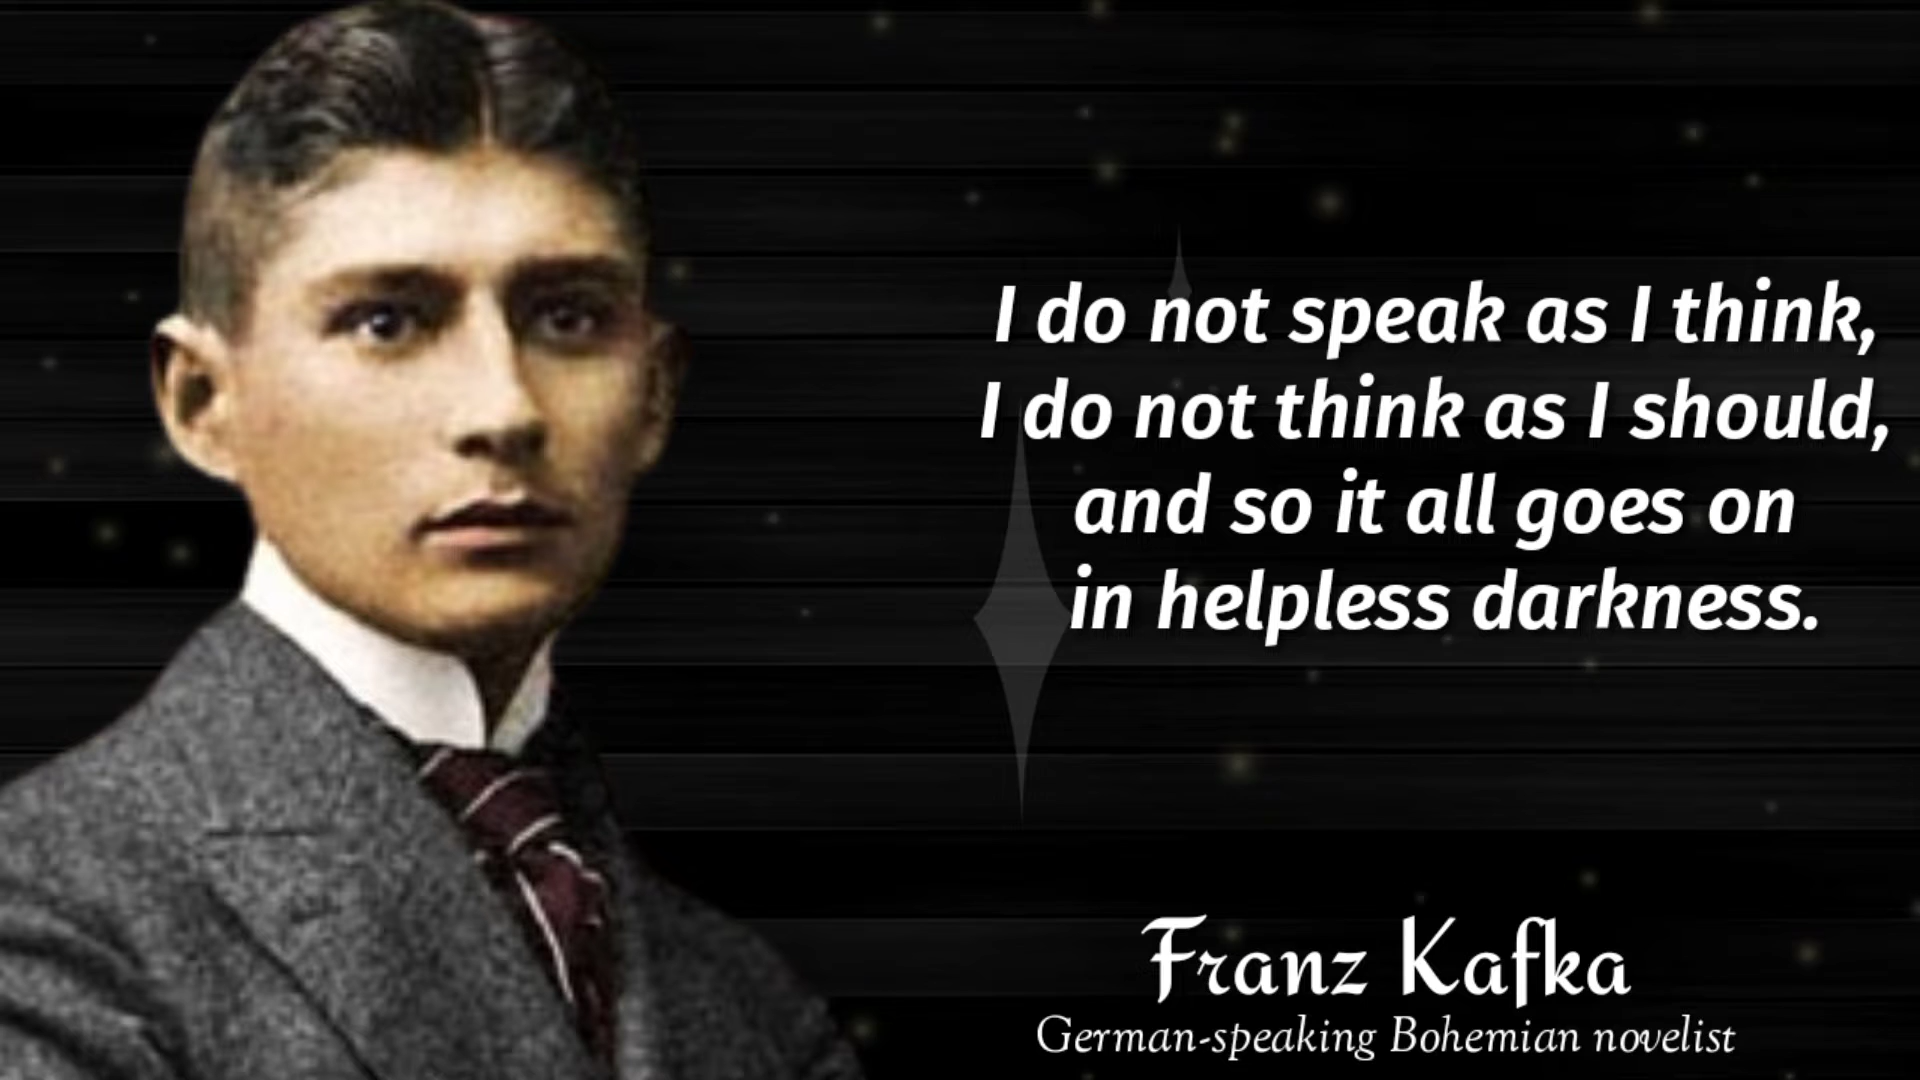 I do not speak as I think,
I do not think as I should,
and so it all goes on
in helpless darkness.
Franz Kafka
German-speaking Bohemian novelist